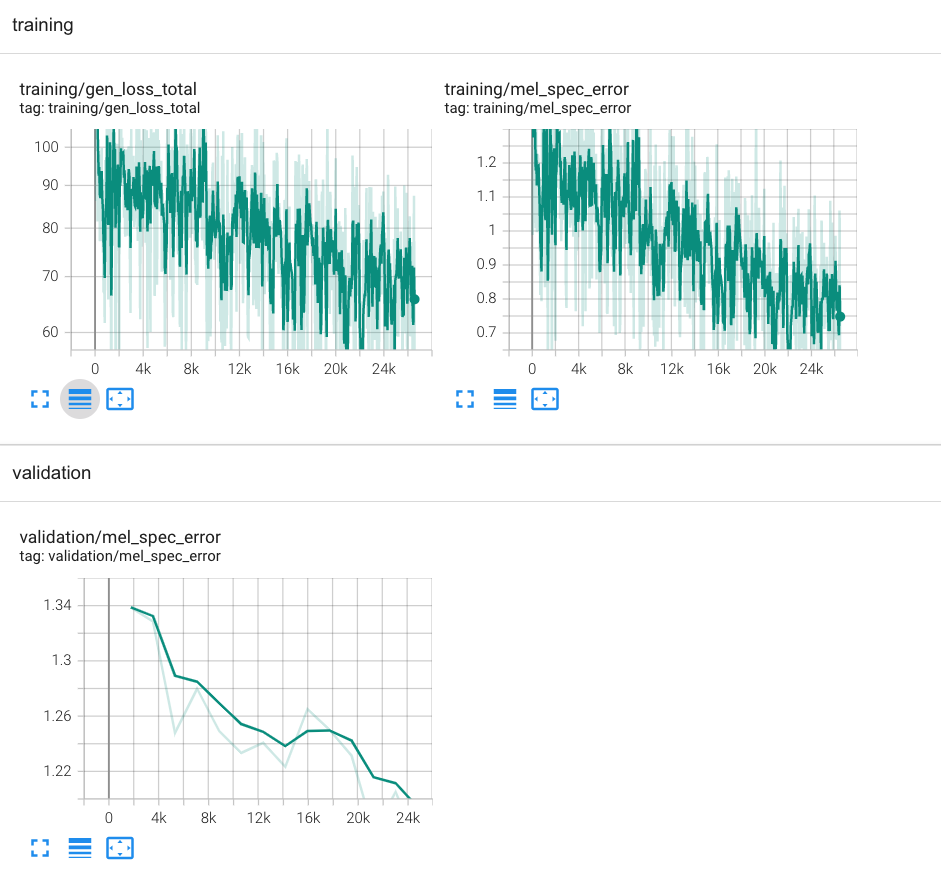 training
training/gen_loss_total
tag: training/gen_loss_total
100
90
80
70
60
0 4k 8k 12k 16k 20k 24k
training/mel_spec_error
tag: training/mel_spec_error
1.2
1.1
1
0.9
0.8
0.7
0 4k 8k 12k 16k 20k 24k
validation
validation/mel_spec_error
tag: validation/mel_spec_error
1.34
1.3
1.26
1.22
0 4k 8k 12k 16k 20k 24k